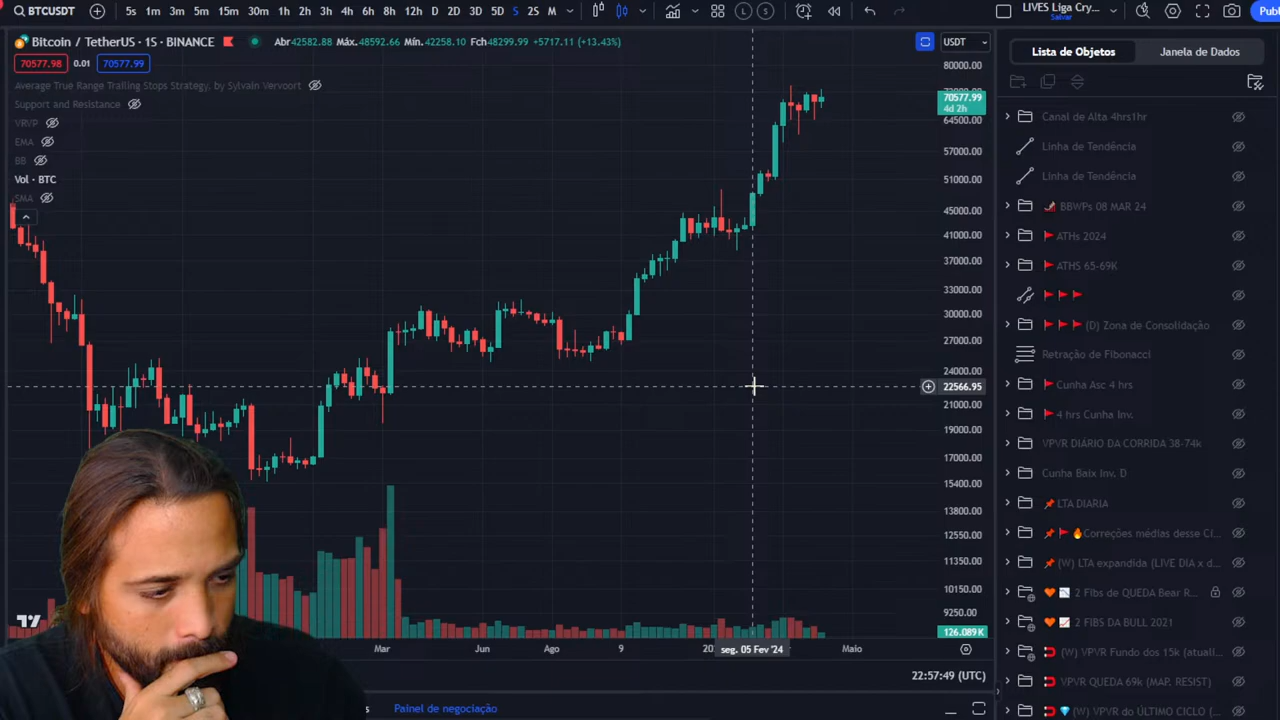 BTCUSDT 5s 1m 3m 5m 15m 30m 1h 2h 3h 4h 6h 8h 12h D 2D 3D 5D S 2S M L R LIVES Liga Cry... Salvar Publ
Bitcoin / TetherUS · 1S · BINANCE Abr42582.88 Máx.48592.66 Mín.42258.10 Fch48299.99 +5717.11 (+13.43%) USDT
70577.98 0.01 70577.99
Average True Range Trailing Stops Strategy, by Sylvain Vervoort
Support and Resistance
VRVP
EMA
BB
Vol · BTC
SMA
80000.00
70577.99
4d 2h
64500.00
57000.00
51000.00
45000.00
41000.00
37000.00
33000.00
30000.00
27000.00
24000.00
22566.95
21000.00
19000.00
17000.00
15400.00
13800.00
12550.00
11350.00
10150.00
9250.00
126.089K
Mar Jun Ago 9 20 seg. 05 Fev '24 Maio
22:57:49 (UTC)
Painel de negociação
Lista de Objetos Janela de Dados
Canal de Alta 4hrs1hr
Linha de Tendência
Linha de Tendência
BBWPs 08 MAR 24
ATHs 2024
ATHS 65-69K
(D) Zona de Consolidação
Retração de Fibonacci
Cunha Asc 4 hrs
4 hrs Cunha Inv.
VPVR DIÁRIO DA CORRIDA 38-74k
Cunha Baix Inv. D
LTA DIARIA
Correções médias desse Ci...
(W) LTA expandida (LIVE DIA x d...
2 Fibs de QUEDA Bear R...
2 FIBS DA BULL 2021
(W) VPVR Fundo dos 15k (atuali...
VPVR QUEDA 69k (MAP. RESIST)
(W) VPVR do ÚLTIMO CICLO (...